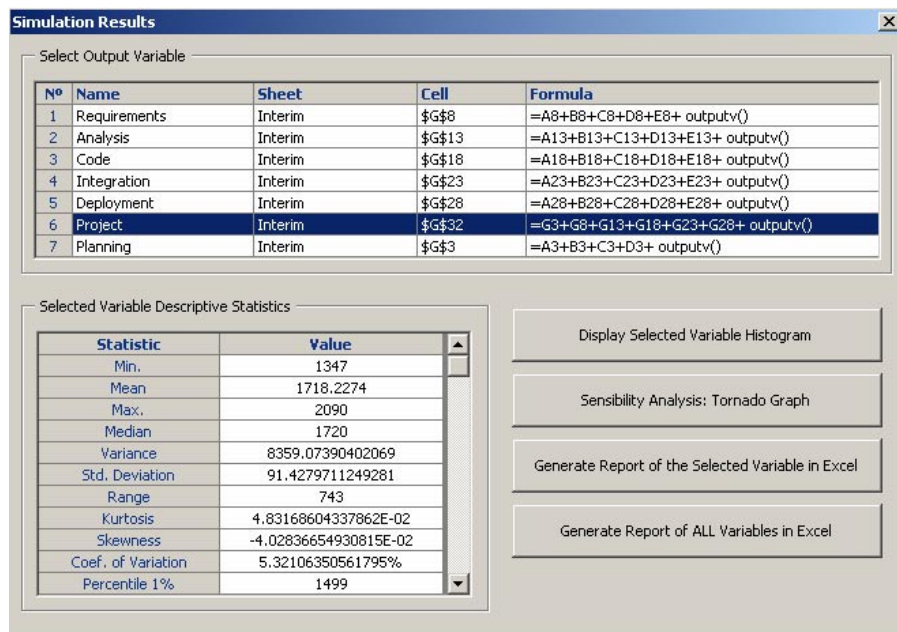 Simulation Results
Select Output Variable
Nº Name Sheet Cell Formula
1 Requirements Interim $G$8 =A8+B8+C8+D8+E8+ outputv()
2 Analysis Interim $G$13 =A13+B13+C13+D13+E13+ outputv()
3 Code Interim $G$18 =A18+B18+C18+D18+E18+ outputv()
4 Integration Interim $G$23 =A23+B23+C23+D23+E23+ outputv()
5 Deployment Interim $G$28 =A28+B28+C28+D28+E28+ outputv()
6 Project Interim $G$32 =G3+G8+G13+G18+G23+G28+ outputv()
7 Planning Interim $G$3 =A3+B3+C3+D3+ outputv()
Selected Variable Descriptive Statistics
Statistic Value
Min. 1347
Mean 1718.2274
Max. 2090
Median 1720
Variance 8359.07390402069
Std. Deviation 91.4279711249281
Range 743
Kurtosis 4.83168604337862E-02
Skewness -4.02836654930815E-02
Coef. of Variation 5.32106350561795%
Percentile 1% 1499
Display Selected Variable Histogram
Sensibility Analysis: Tornado Graph
Generate Report of the Selected Variable in Excel
Generate Report of ALL Variables in Excel